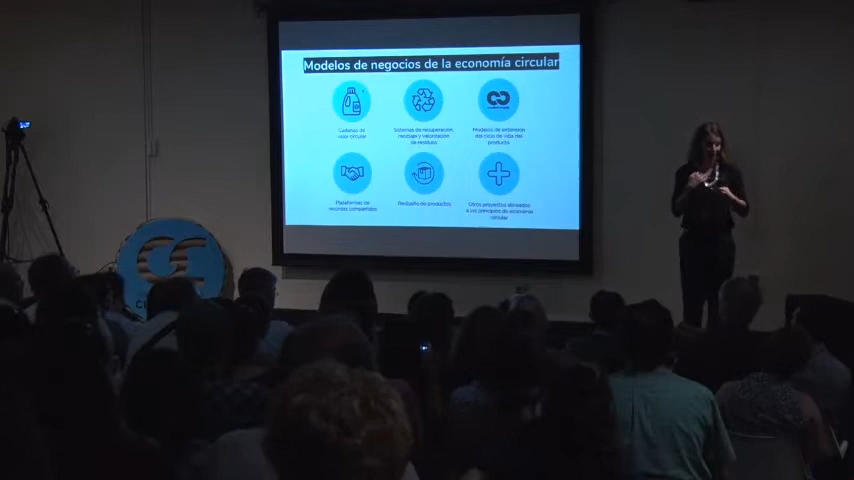 Modelos de negocios de la economía circular
Cadenas de
valor circular
Sistemas de recuperación,
reciclaje y valorización
de residuos
Modelos de extensión
del ciclo de vida del
producto
Plataformas de
recursos compartidos
Rediseño de productos
Otros proyectos alineados
a los principios de economía
circular